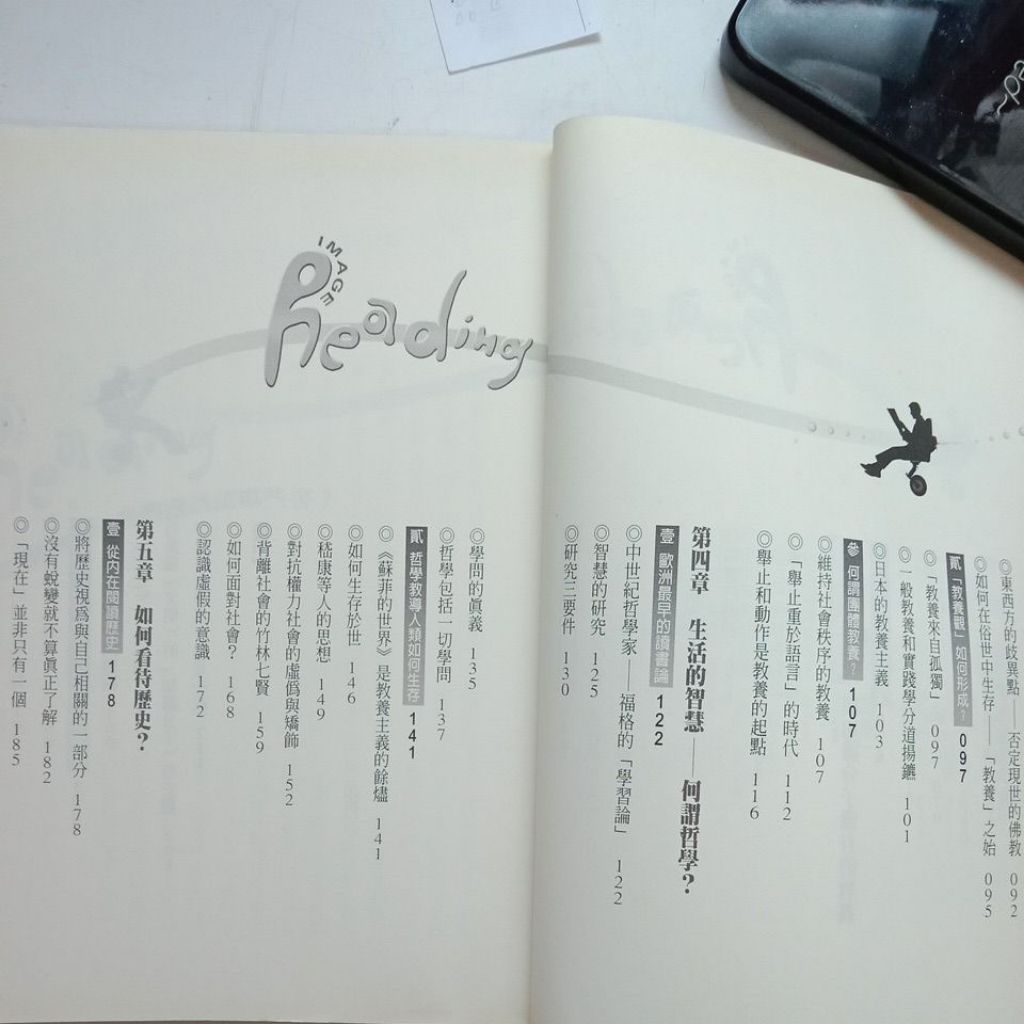 IMAGE
Reading
◎東西方的歧異點——否定現世的佛教 092
◎如何在俗世中生存——「教養」之始 095
貳「教養觀」如何形成？ 097
◎「教養來自孤獨」 097
◎一般教養和實踐學分道揚鑣 101
◎日本的教養主義 103
參 何謂團體教養？ 107
◎維持社會秩序的教養 107
◎「舉止重於語言」的時代 112
◎舉止和動作是教養的起點 116
第四章 生活的智慧——何謂哲學？
壹 歐洲最早的讀書論 122
◎中世紀哲學家——福格的「學習論」 122
◎智慧的研究 125
◎研究三要件 130
◎學問的真義 135
◎哲學包括一切學問 137
貳 哲學教導人類如何生存 141
◎《蘇菲的世界》是教養主義的餘燼 141
◎如何生存於世 146
◎嵇康等人的思想 149
◎對抗權力社會的虛偽與矯飾 152
◎背離社會的竹林七賢 159
◎如何面對社會？ 168
◎認識虛假的意識 172
第五章 如何看待歷史？
壹 從內在閱讀歷史 178
◎將歷史視為與自己相關的一部分 178
◎沒有蛻變就不算真正了解 182
◎「現在」並非只有一個 185